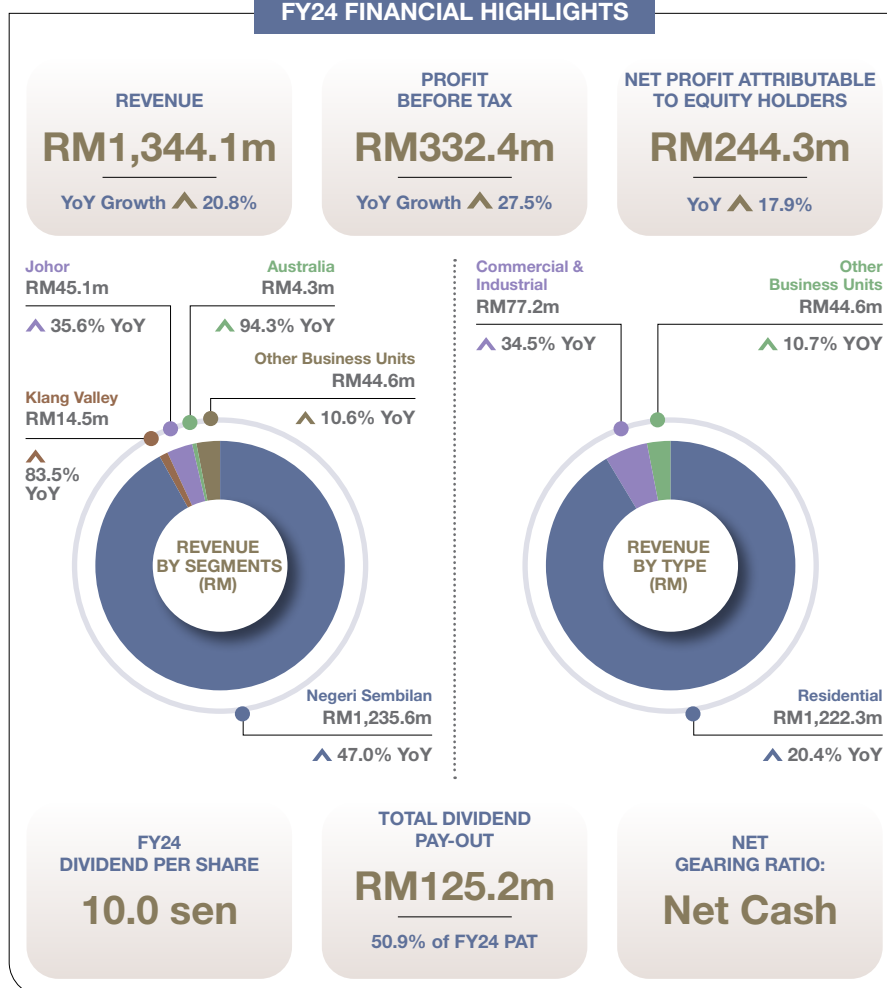 FY24 FINANCIAL HIGHLIGHTS
REVENUE
RM1,344.1m
YoY Growth 20.8%
PROFIT
BEFORE TAX
RM332.4m
YoY Growth 27.5%
NET PROFIT ATTRIBUTABLE
TO EQUITY HOLDERS
RM244.3m
YoY 17.9%
Johor
RM45.1m
35.6% YoY
Australia
RM4.3m
94.3% YoY
Other Business Units
RM44.6m
10.6% YoY
Klang Valley
RM14.5m
83.5%
YoY
REVENUE
BY SEGMENTS
(RM)
Negeri Sembilan
RM1,235.6m
47.0% YoY
Commercial &
Industrial
RM77.2m
34.5% YoY
Other
Business Units
RM44.6m
10.7% YOY
REVENUE
BY TYPE
(RM)
Residential
RM1,222.3m
20.4% YoY
FY24
DIVIDEND PER SHARE
10.0 sen
TOTAL DIVIDEND
PAY-OUT
RM125.2m
50.9% of FY24 PAT
NET
GEARING RATIO:
Net Cash